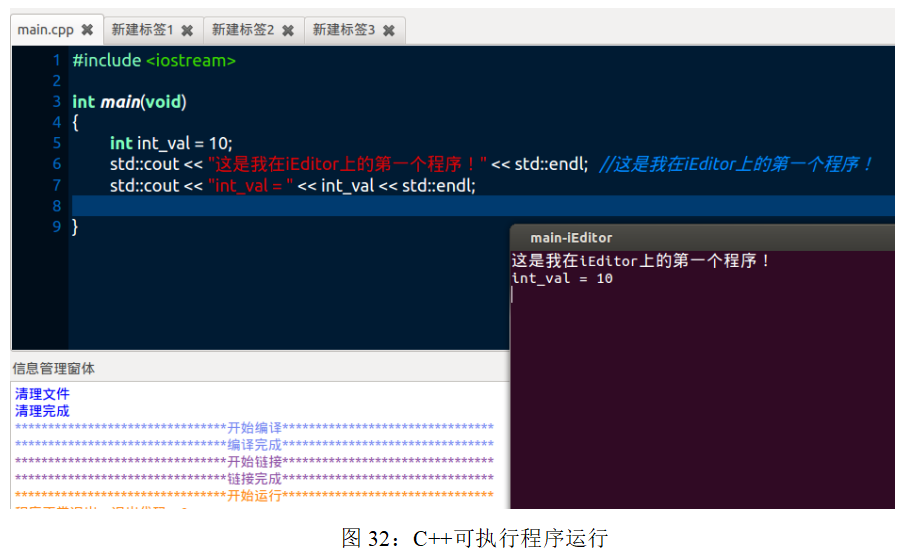 main.cpp ✖ 新建标签1 ✖ 新建标签2 ✖ 新建标签3 ✖
1 #include <iostream>
2
3 int main(void)
4 {
5 int int_val = 10;
6 std::cout << "这是我在iEditor上的第一个程序！" << std::endl; //这是我在iEditor上的第一个程序！
7 std::cout << "int_val = " << int_val << std::endl;
8
9 }
main-iEditor
这是我在iEditor上的第一个程序！
int_val = 10
信息管理窗体
清理文件
清理完成
********************************开始编译********************************
********************************编译完成********************************
********************************开始链接********************************
********************************链接完成********************************
********************************开始运行********************************
图 32：C++可执行程序运行